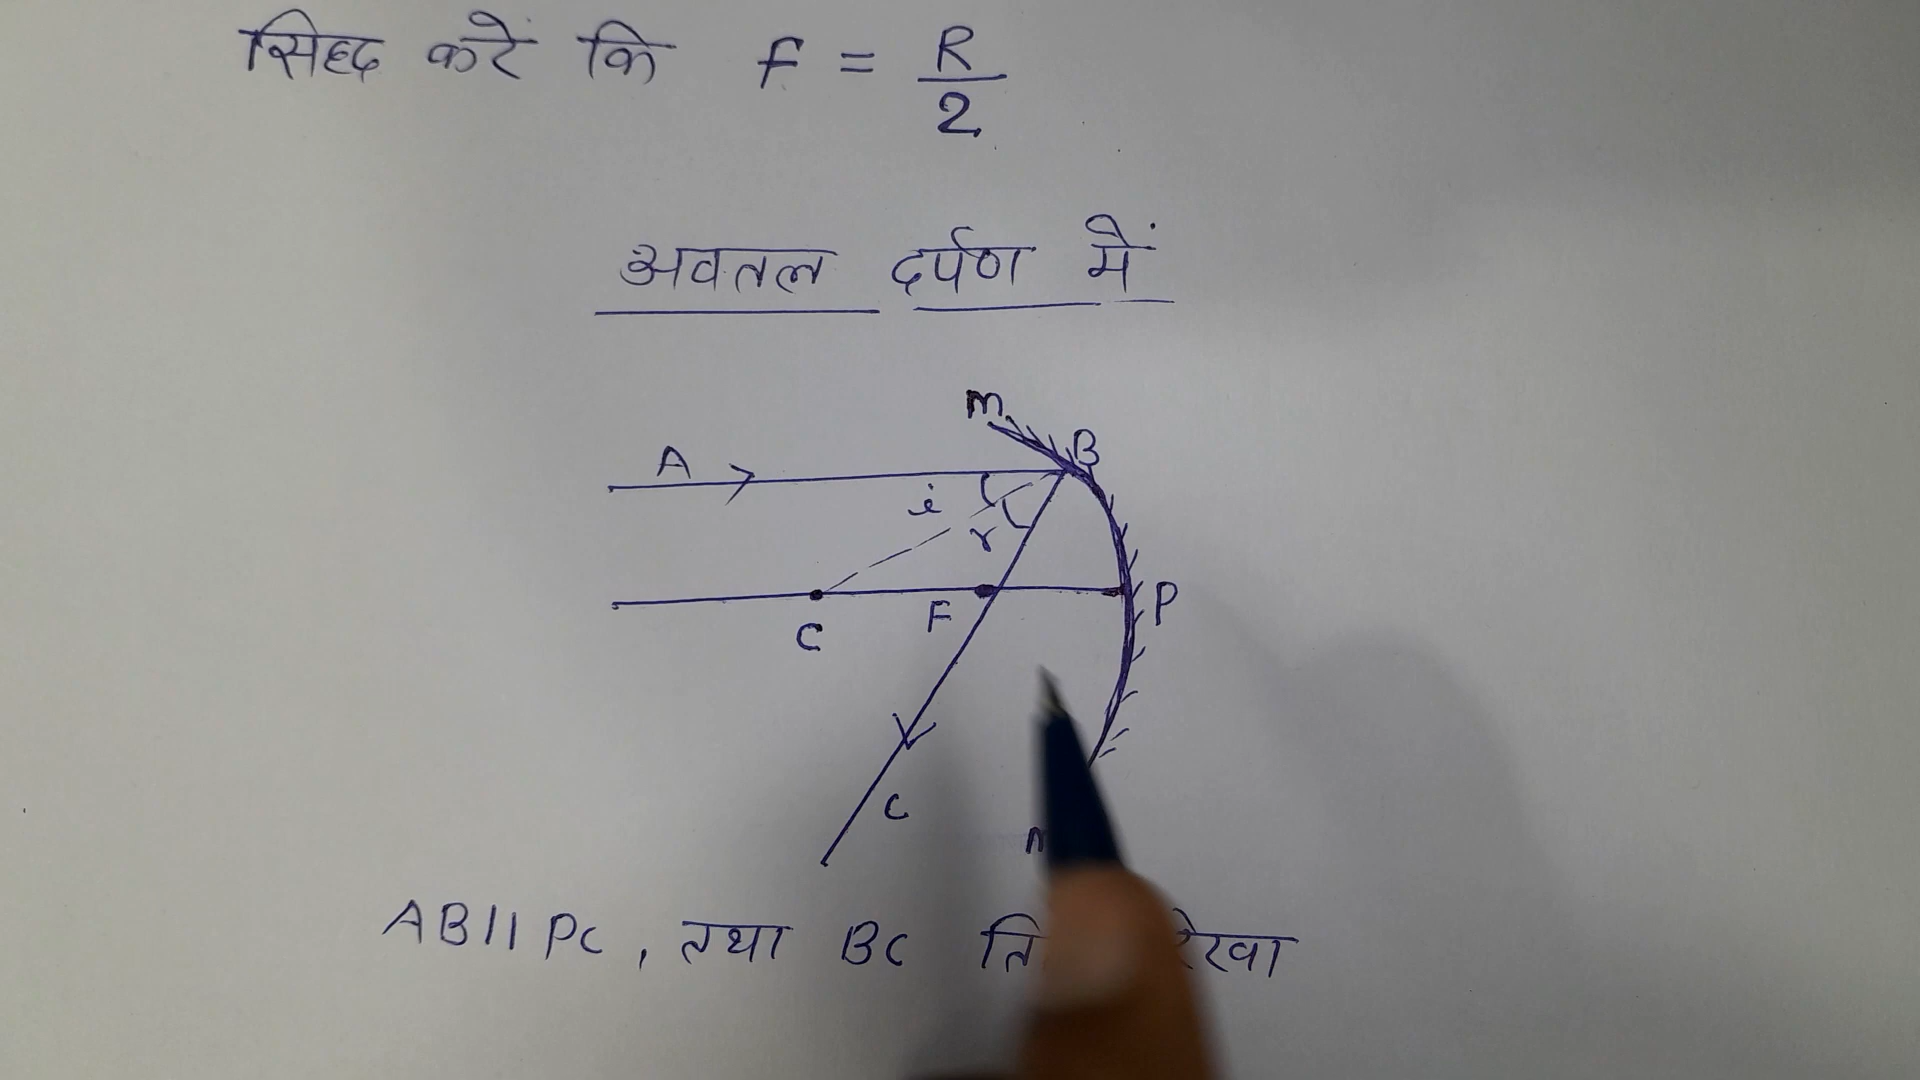 सिद्ध करें कि f = R/2
अवतल दर्पण में
m
B
A
i
r
P
F
C
C
AB || PC, तथा BC